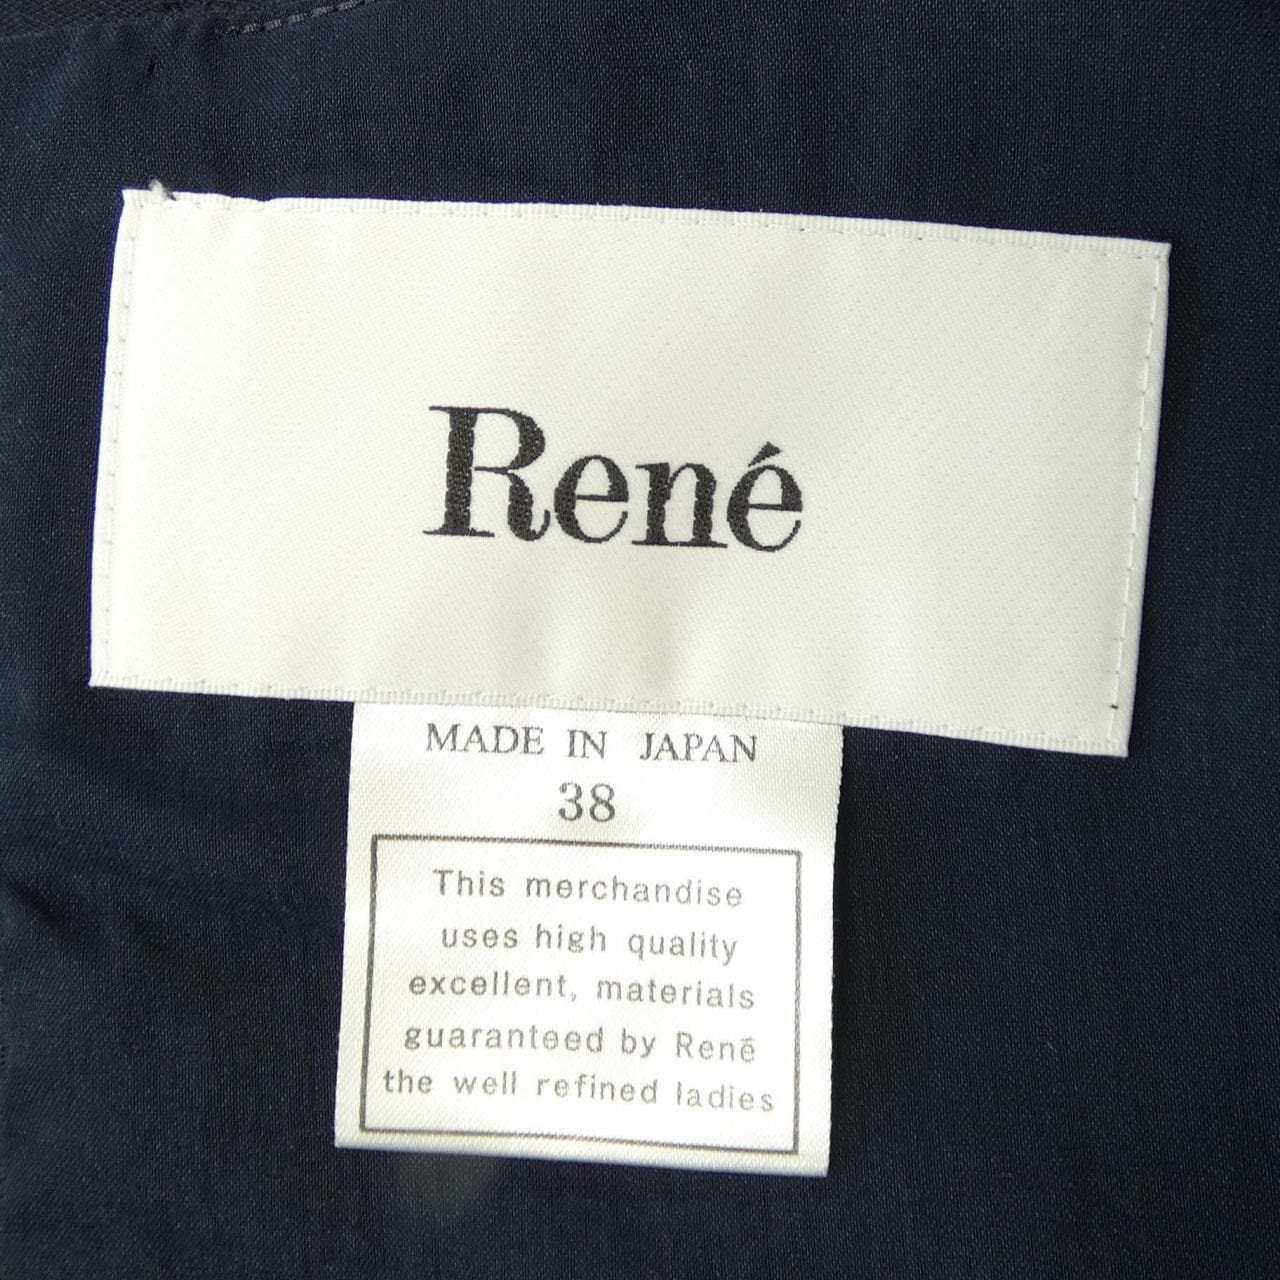 René
MADE IN JAPAN
38
This merchandise
uses high quality
excellent, materials
guaranteed by Renē
the well refined ladies